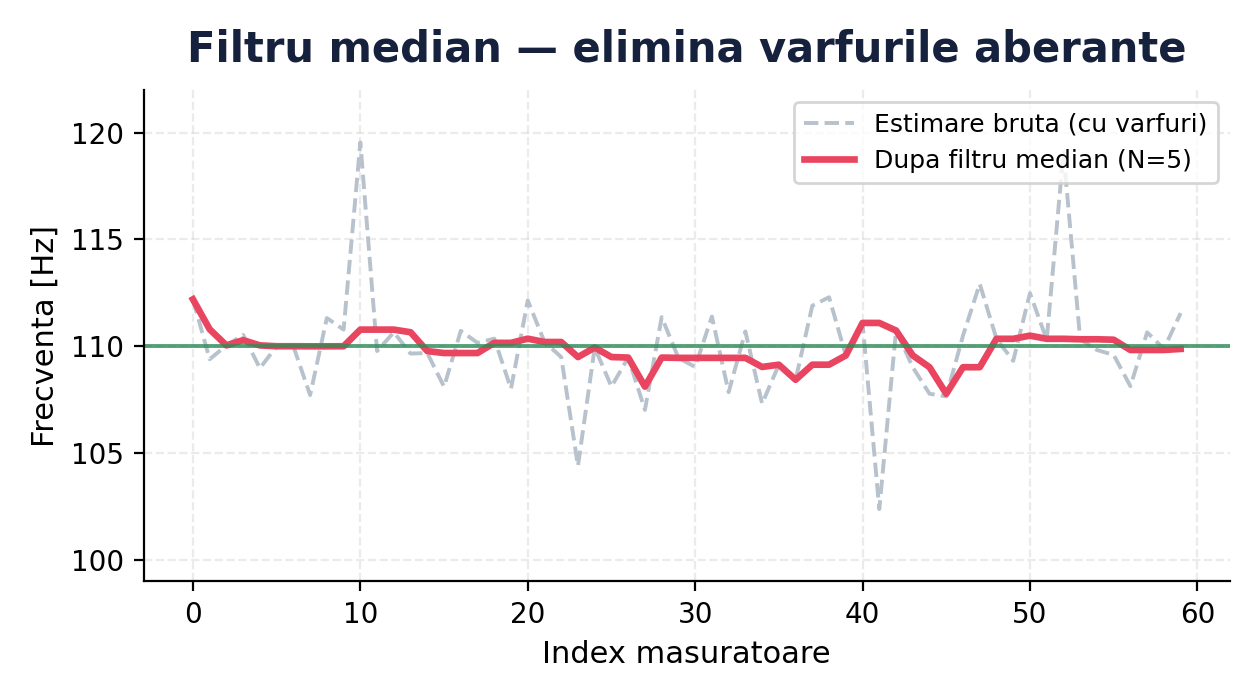 Filtru median — elimina varfurile aberante
Estimare bruta (cu varfuri)
Dupa filtru median (N=5)
Frecventa [Hz]
120
115
110
105
100
0 10 20 30 40 50 60
Index masuratoare